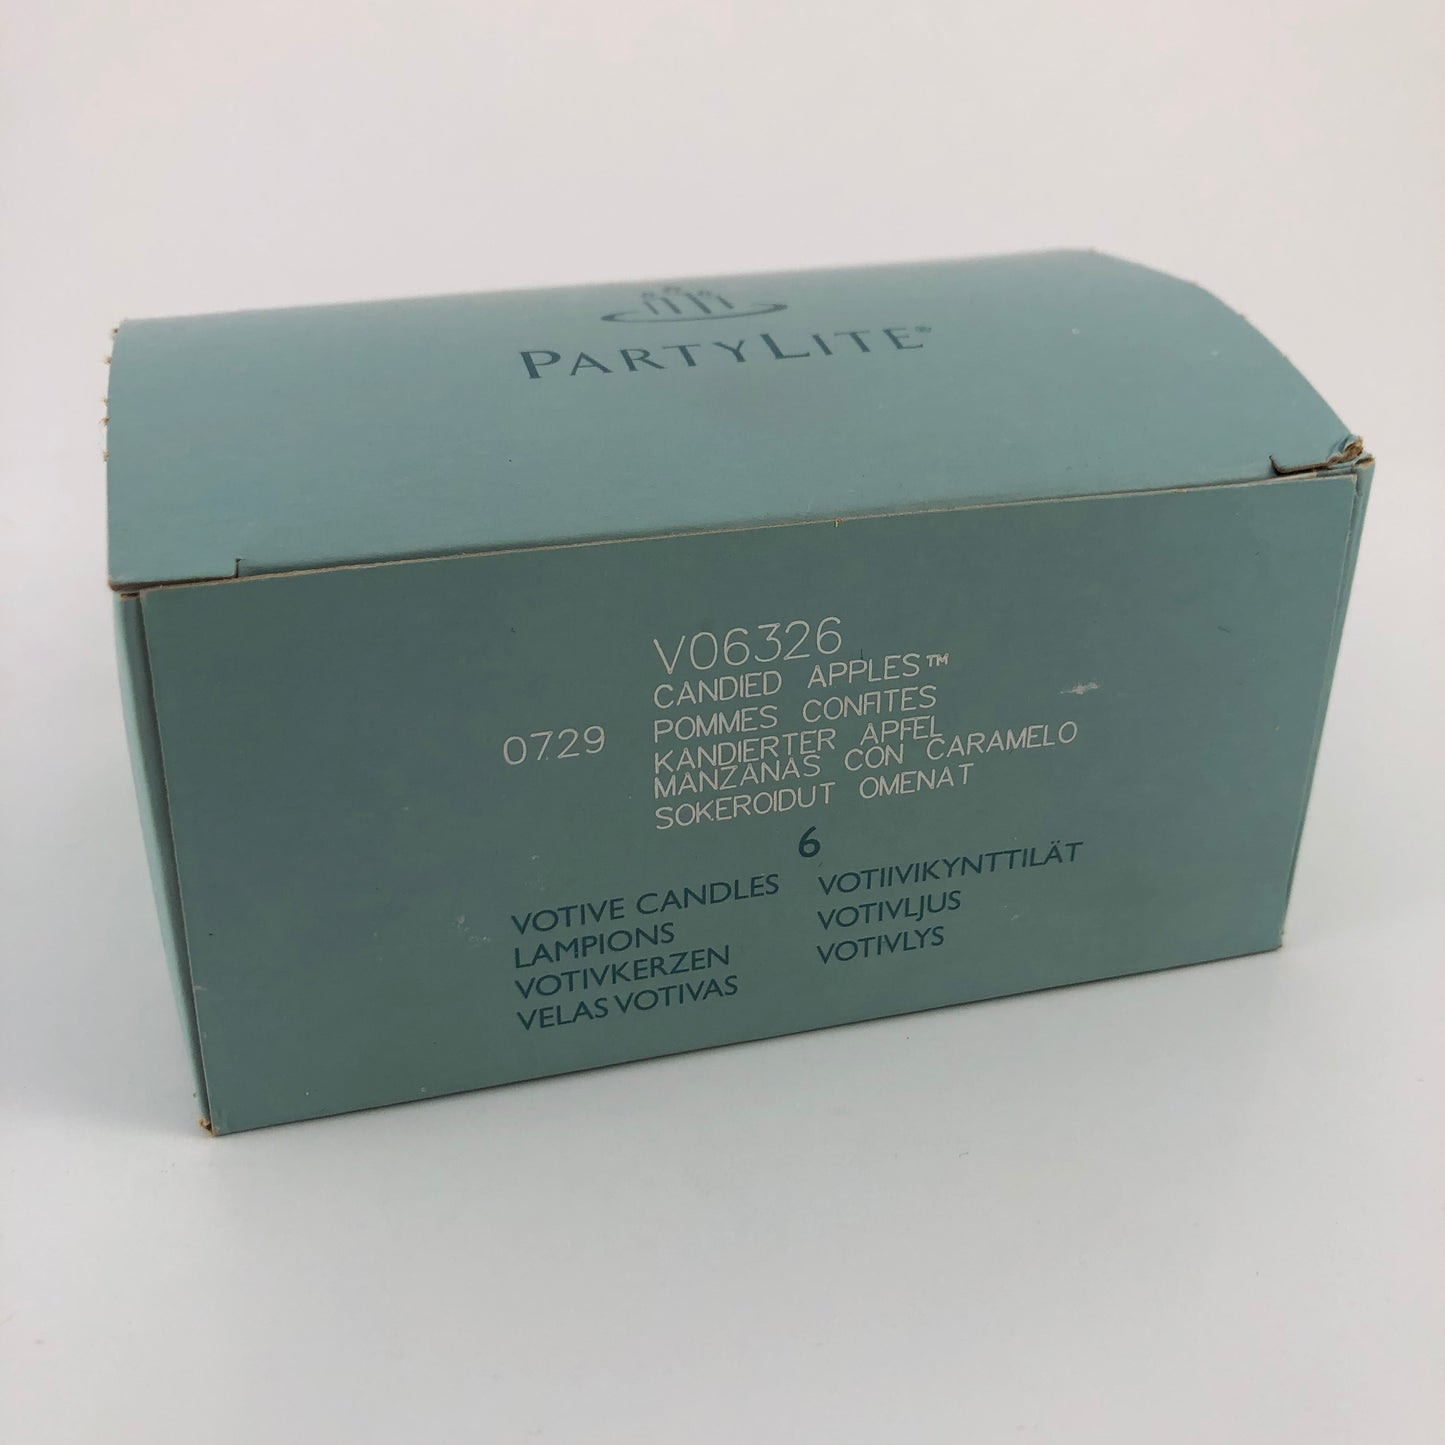 PARTYLITE®
V06326
CANDIED APPLES™
POMMES CONFITES
0729
KANDIERTER APFEL
MANZANAS CON CARAMELO
SOKEROIDUT OMENAT
6
VOTIVE CANDLES
LAMPIONS
VOTIVKERZEN
VELAS VOTIVAS
VOTIIVIKYNTTILÄT
VOTIVLJUS
VOTIVLYS